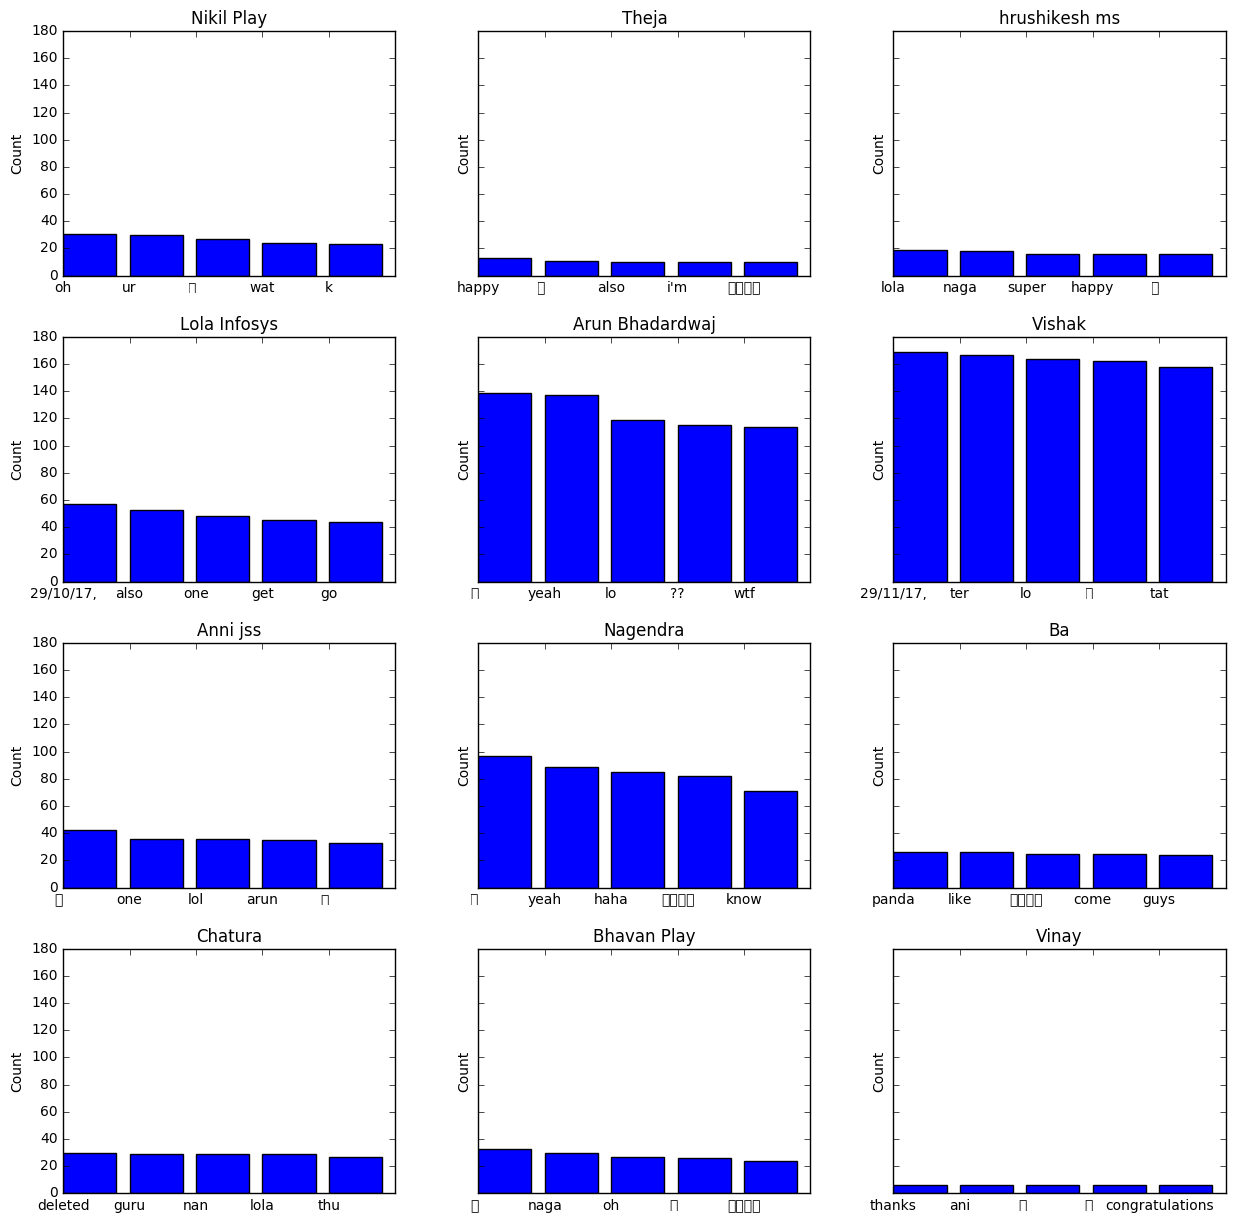 Nikil Play
Theja
hrushikesh ms
Count
180
160
140
120
100
80
60
40
20
0
oh ur wat k
Count
happy also i'm
Count
lola naga super happy
Lola Infosys
Arun Bhadardwaj
Vishak
Count
180
160
140
120
100
80
60
40
20
0
29/10/17, also one get go
Count
yeah lo ?? wtf
Count
29/11/17, ter lo tat
Anni jss
Nagendra
Ba
Count
180
160
140
120
100
80
60
40
20
0
one lol arun
Count
yeah haha know
Count
panda like come guys
Chatura
Bhavan Play
Vinay
Count
180
160
140
120
100
80
60
40
20
0
deleted guru nan lola thu
Count
naga oh
Count
thanks ani congratulations